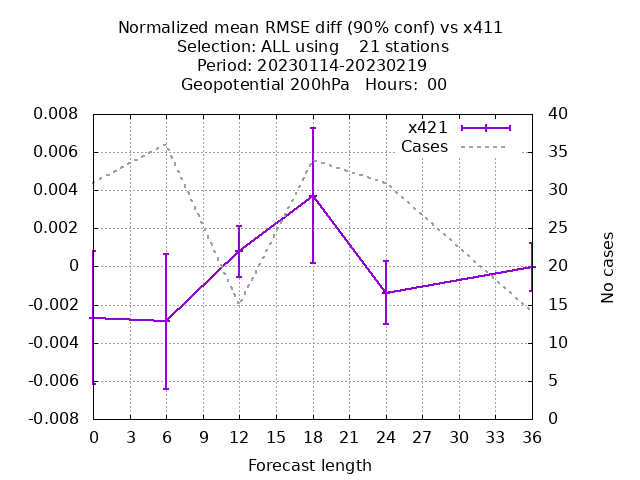 Normalized mean RMSE diff (90% conf) vs x411
Selection: ALL using    21 stations
Period: 20230114-20230219
Geopotential 200hPa   Hours:  00
x421
Cases
0.008
0.006
0.004
0.002
0
-0.002
-0.004
-0.006
-0.008
40
35
30
25
20
15
10
5
0
No cases
0 3 6 9 12 15 18 21 24 27 30 33 36
Forecast length